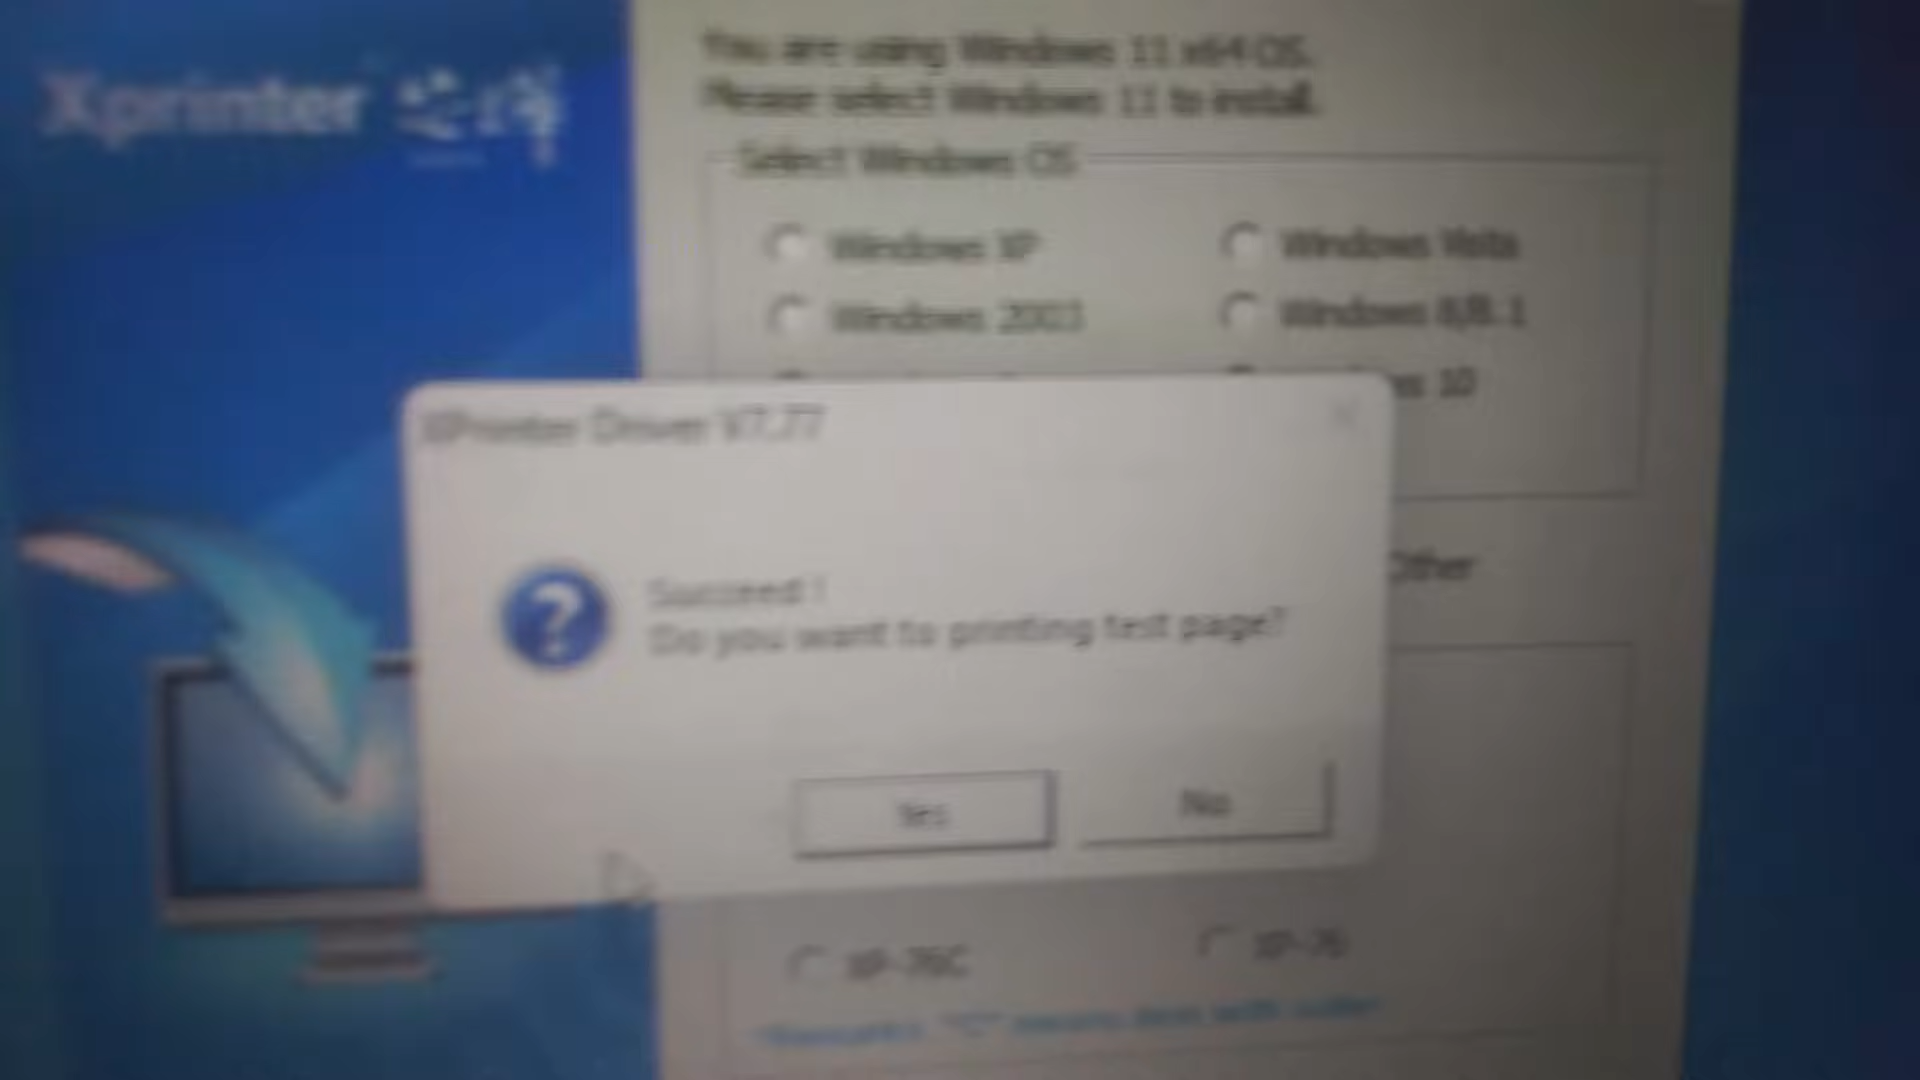 Xprinter
You are using Windows 11 x64 OS.
Please select Windows 11 to install.
Select Windows OS
Windows XP
Windows Vista
Windows 2003
Windows 8/8.1
10
XPrinter Driver V7.77
Other
Succeed !
Do you want to printing test page?
Yes
No
XP-76C
XP-76